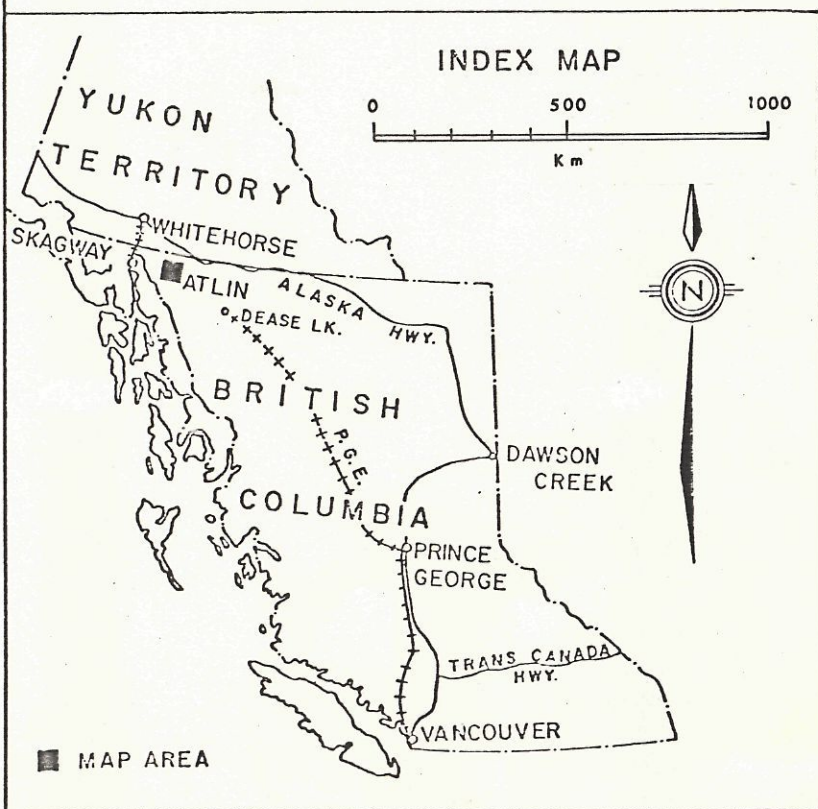 INDEX MAP
0 500 1000
Km
YUKON
TERRITORY
WHITEHORSE
SKAGWAY
ATLIN
ALASKA
HWY.
DEASE LK.
N
BRITISH
P.G.E.
DAWSON
CREEK
COLUMBIA
PRINCE
GEORGE
TRANS CANADA
HWY.
VANCOUVER
MAP AREA